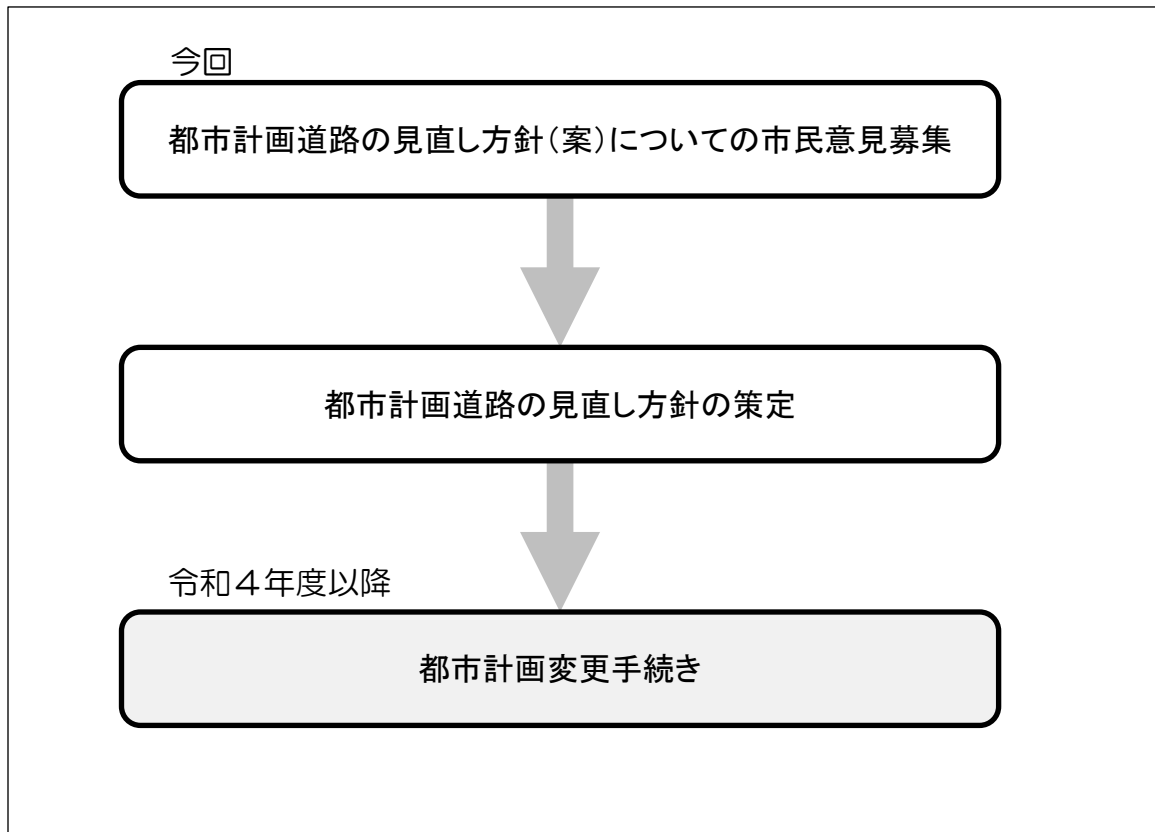 今回
都市計画道路の見直し方針（案）についての市民意見募集
都市計画道路の見直し方針の策定
令和４年度以降
都市計画変更手続き